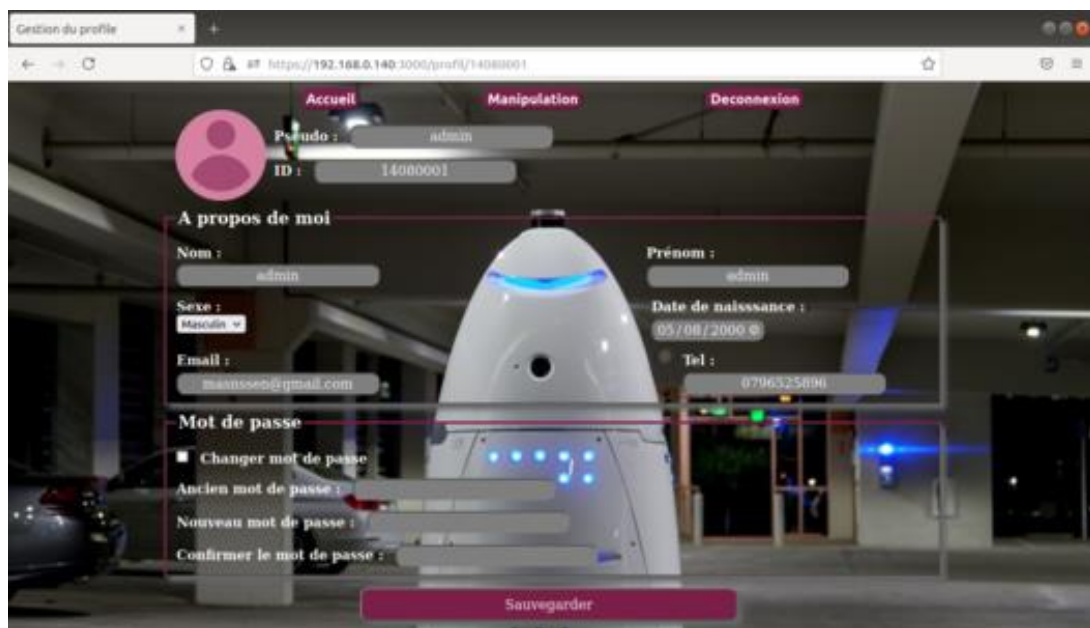 Gestion du profile × +
https://192.168.0.140:3000/profil/14080001
Accueil Manipulation Deconnexion
Pseudo : admin
ID : 14080001
A propos de moi
Nom : Prénom :
admin admin
Sexe : Date de naisssance :
Masculin 05/08/2000
Email : Tel :
masnssen@gmail.com 0796525896
Mot de passe
Changer mot de passe
Ancien mot de passe :
Nouveau mot de passe :
Confirmer le mot de passe :
Sauvegarder